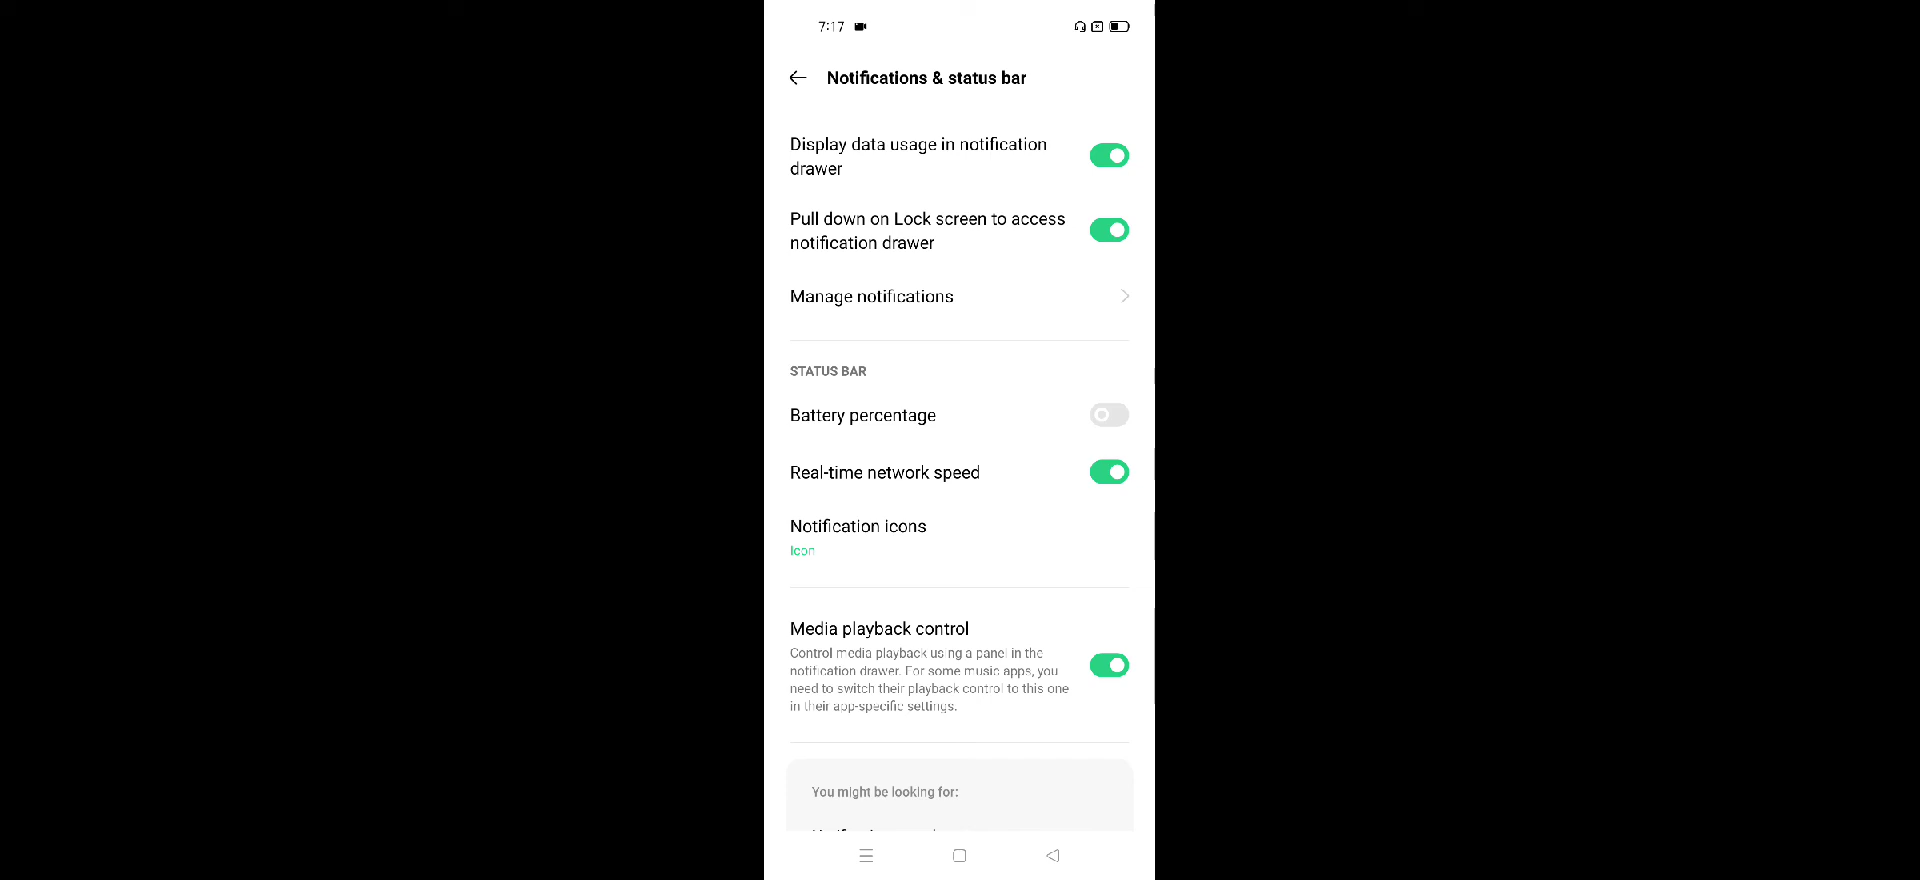 7:17
Notifications & status bar
Display data usage in notification
drawer
Pull down on Lock screen to access
notification drawer
Manage notifications
STATUS BAR
Battery percentage
Real-time network speed
Notification icons
Icon
Media playback control
Control media playback using a panel in the
notification drawer. For some music apps, you
need to switch their playback control to this one
in their app-specific settings.
You might be looking for: